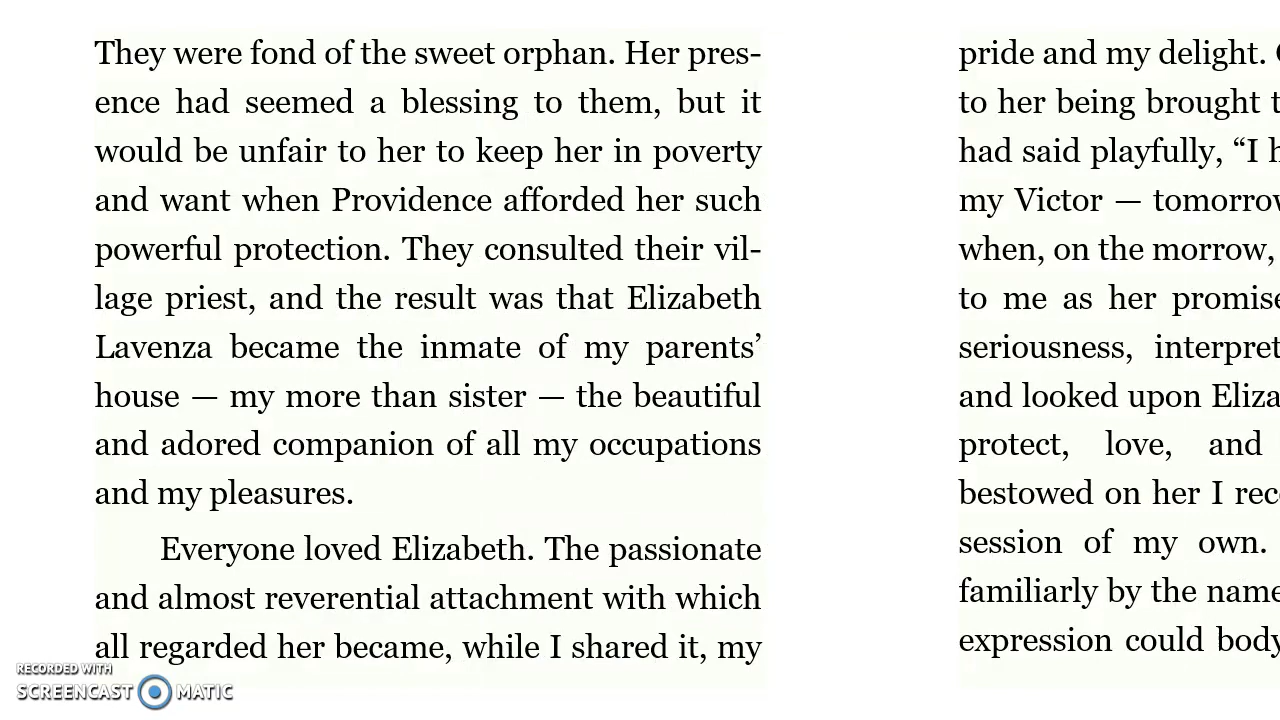 They were fond of the sweet orphan. Her pres-
ence had seemed a blessing to them, but it
would be unfair to her to keep her in poverty
and want when Providence afforded her such
powerful protection. They consulted their vil-
lage priest, and the result was that Elizabeth
Lavenza became the inmate of my parents’
house — my more than sister — the beautiful
and adored companion of all my occupations
and my pleasures.
Everyone loved Elizabeth. The passionate
and almost reverential attachment with which
all regarded her became, while I shared it, my
pride and my delight.
to her being brought
had said playfully, “I
my Victor —
when, on the morrow,
to me as her
seriousness,
and looked upon
protect, love, and
bestowed on her I
session of my own.
familiarly by the name
expression could
RECORDED WITH
SCREENCAST MATIC